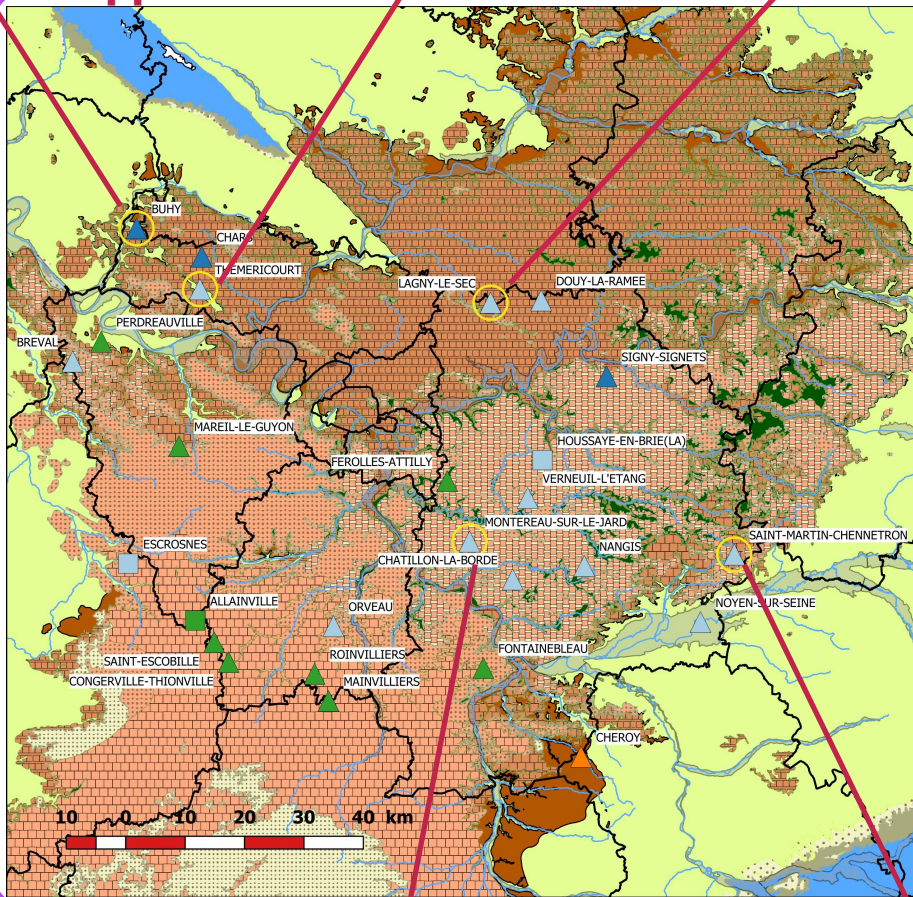 BUHY
CHARS
THEMERICOURT
LAGNY-LE-SEC
DOUY-LA-RAMEE
PERDREAUVILLE
BREVAL
SIGNY-SIGNETS
MAREIL-LE-GUYON
HOUSSAYE-EN-BRIE(LA)
FEROLLES-ATTILLY
VERNEUIL-L'ETANG
MONTEREAU-SUR-LE-JARD
SAINT-MARTIN-CHENNETRON
ESCROSNES
CHATILLON-LA-BORDE
NANGIS
ALLAINVILLE
ORVEAU
NOYEN-SUR-SEINE
SAINT-ESCOBILLE
ROINVILLIERS
FONTAINEBLEAU
CONGERVILLE-THIONVILLE
MAINVILLIERS
CHEROY
10 0 10 20 30 40 km